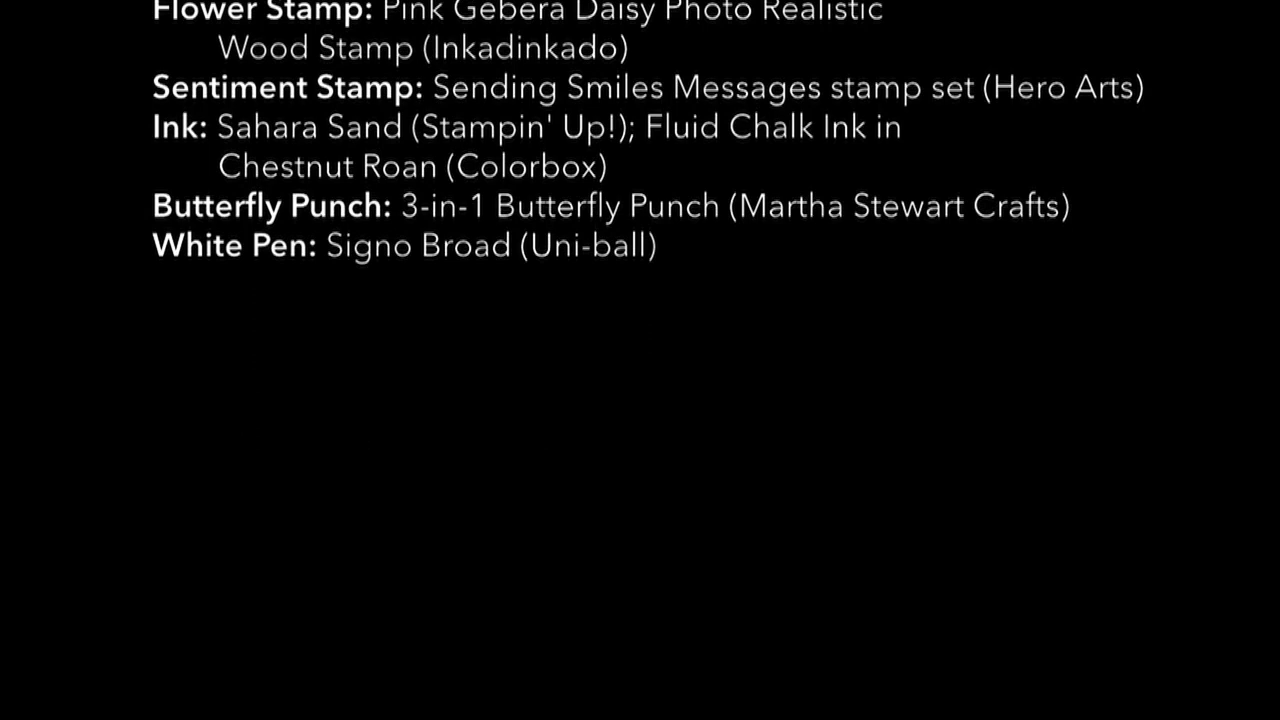 Flower Stamp: Pink Gebera Daisy Photo Realistic
Wood Stamp (Inkadinkado)
Sentiment Stamp: Sending Smiles Messages stamp set (Hero Arts)
Ink: Sahara Sand (Stampin' Up!); Fluid Chalk Ink in
Chestnut Roan (Colorbox)
Butterfly Punch: 3-in-1 Butterfly Punch (Martha Stewart Crafts)
White Pen: Signo Broad (Uni-ball)